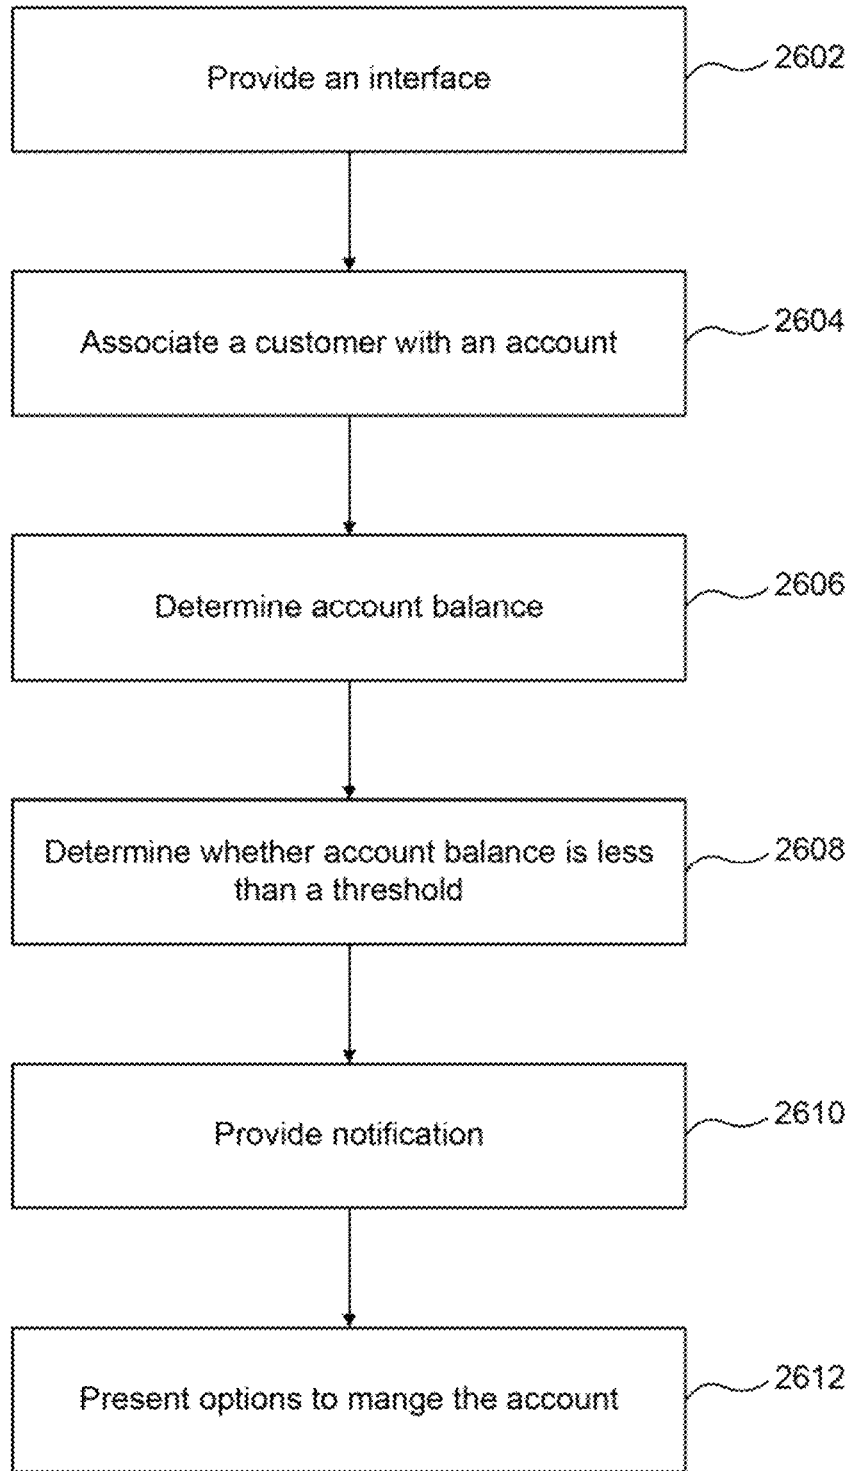 Provide an interface
2602
Associate a customer with an account
2604
Determine account balance
2606
Determine whether account balance is less
than a threshold
2608
Provide notification
2610
Present options to mange the account
2612